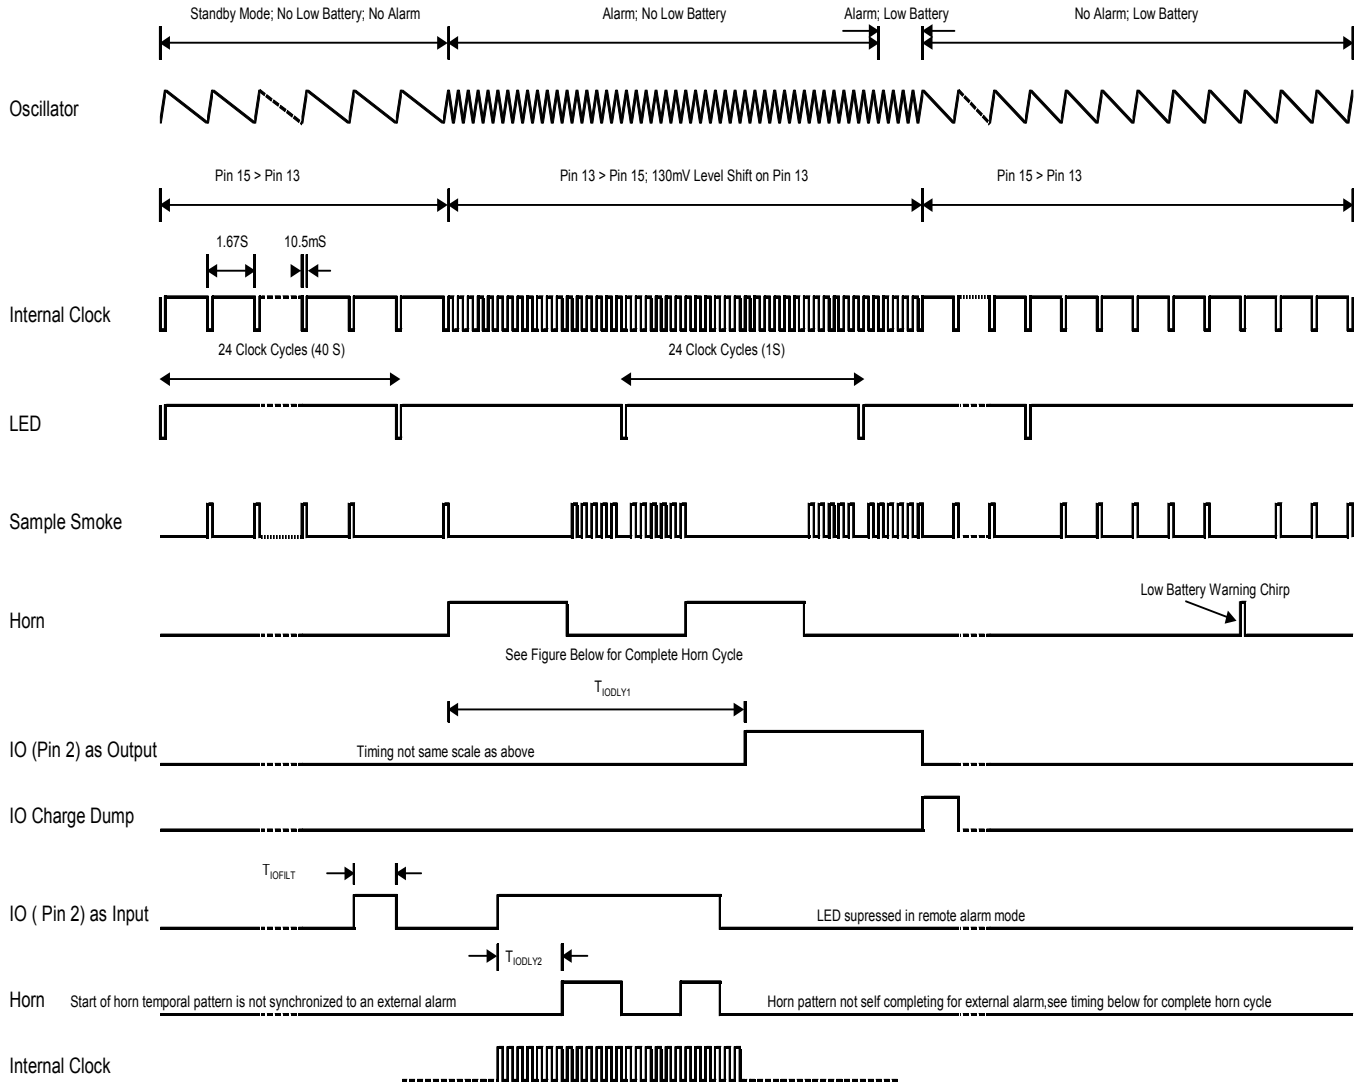 Standby Mode; No Low Battery; No Alarm
Alarm; No Low Battery
Alarm; Low Battery
No Alarm; Low Battery
Oscillator
Pin 15 > Pin 13
Pin 13 > Pin 15; 130mV Level Shift on Pin 13
Pin 15 > Pin 13
1.67S
10.5mS
Internal Clock
24 Clock Cycles (40 S)
24 Clock Cycles (1S)
LED
Sample Smoke
Low Battery Warning Chirp
Horn
See Figure Below for Complete Horn Cycle
TIODLY1
IO (Pin 2) as Output
Timing not same scale as above
IO Charge Dump
TIOFILT
IO ( Pin 2) as Input
LED supressed in remote alarm mode
TIODLY2
Horn
Start of horn temporal pattern is not synchronized to an external alarm
Horn pattern not self completing for external alarm,see timing below for complete horn cycle
Internal Clock